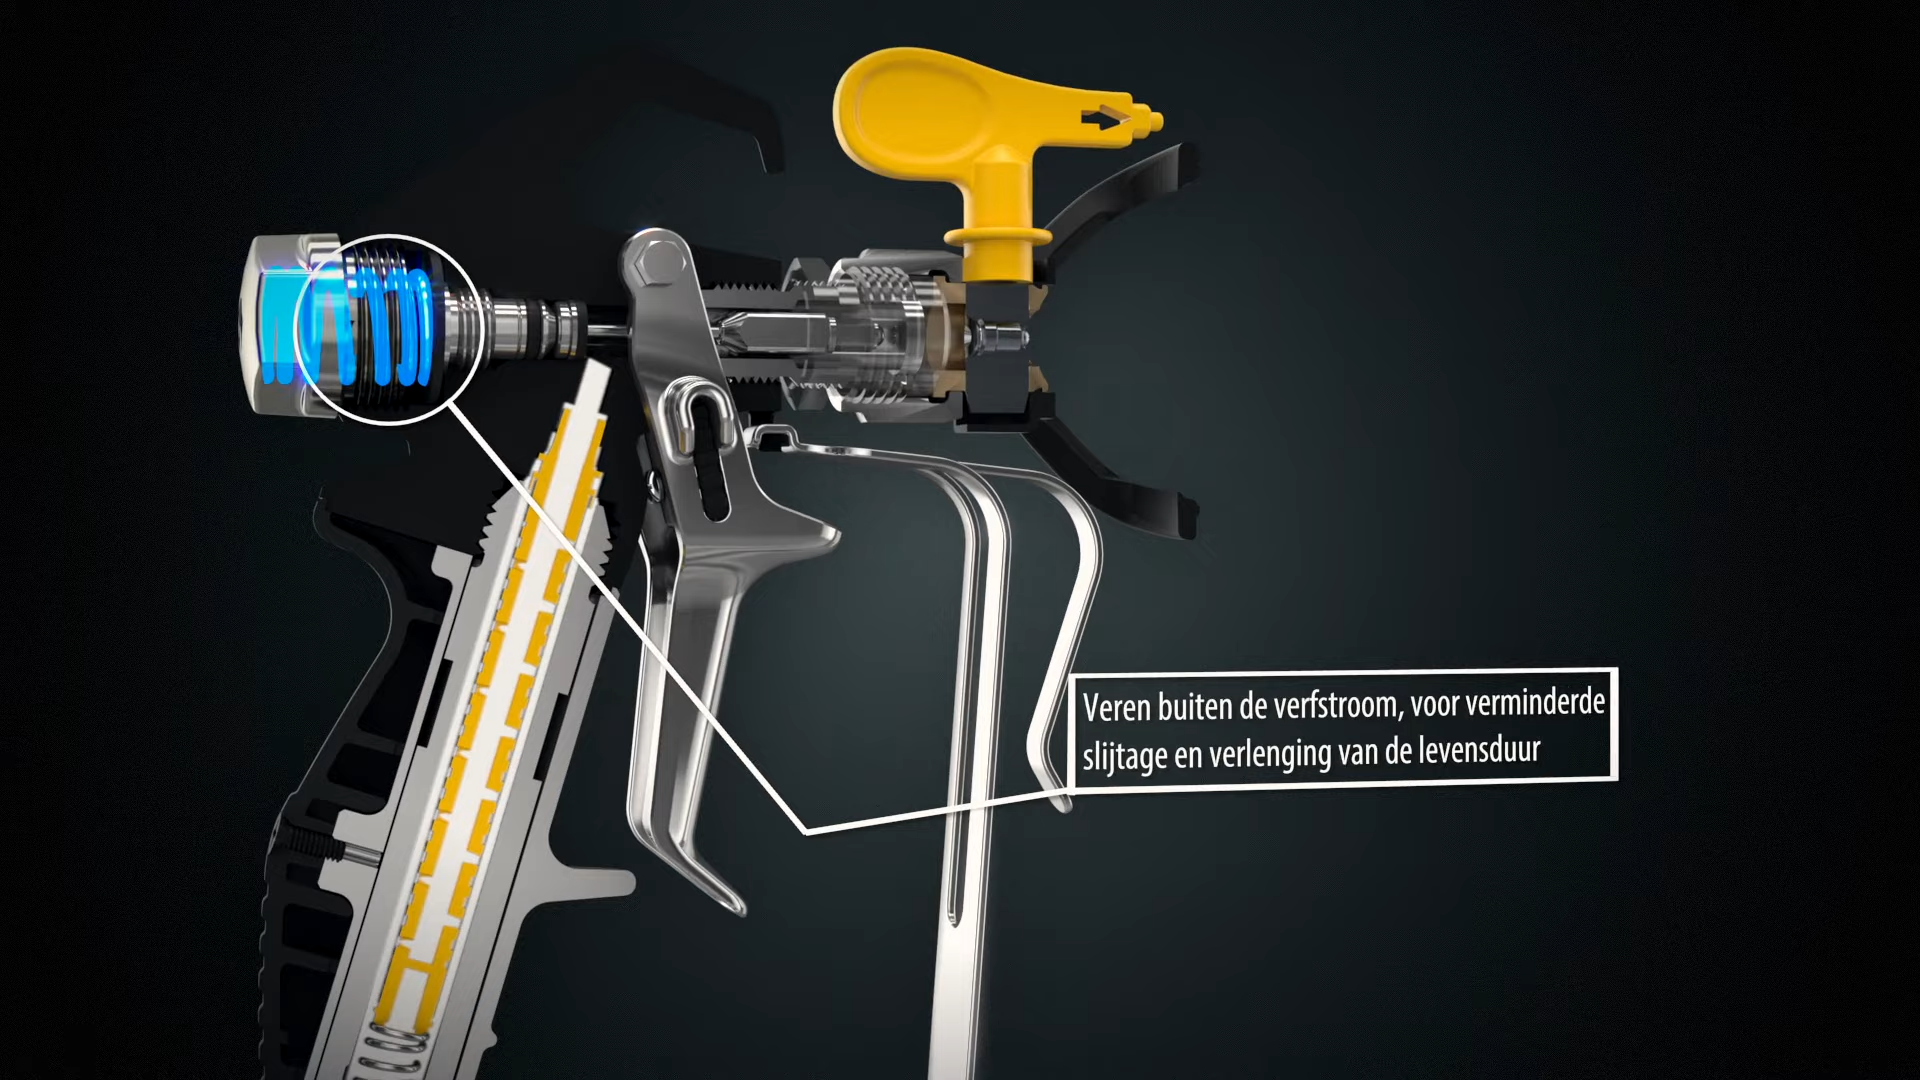 Veren buiten de verfstroom, voor verminderde
slijtage en verlenging van de levensduur